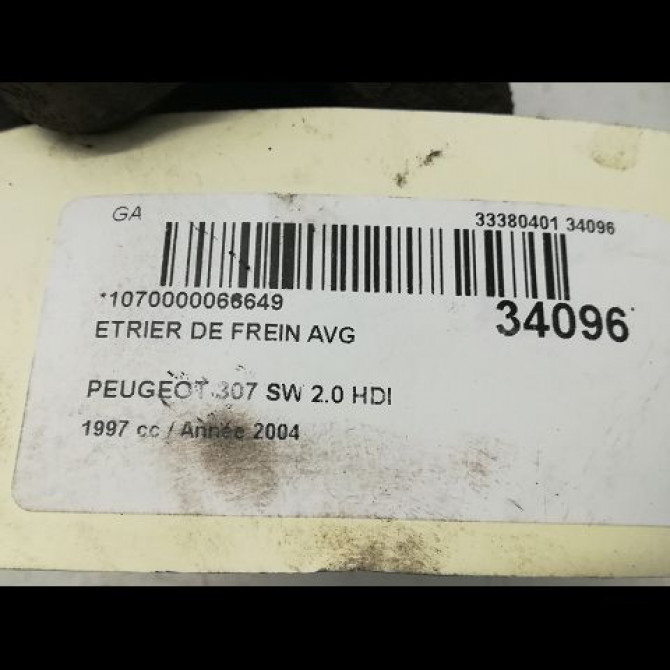 GA
33380401 34096
*1070000066649
34096*
ETRIER DE FREIN AVG
PEUGEOT 307 SW 2.0 HDI
1997 cc / Année 2004